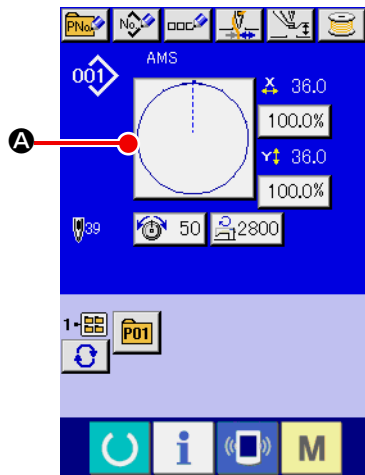 PNo. No.
AMS
001
X 36.0
100.0%
A
Y 36.0
100.0%
39 50 2800
1- P01
i M